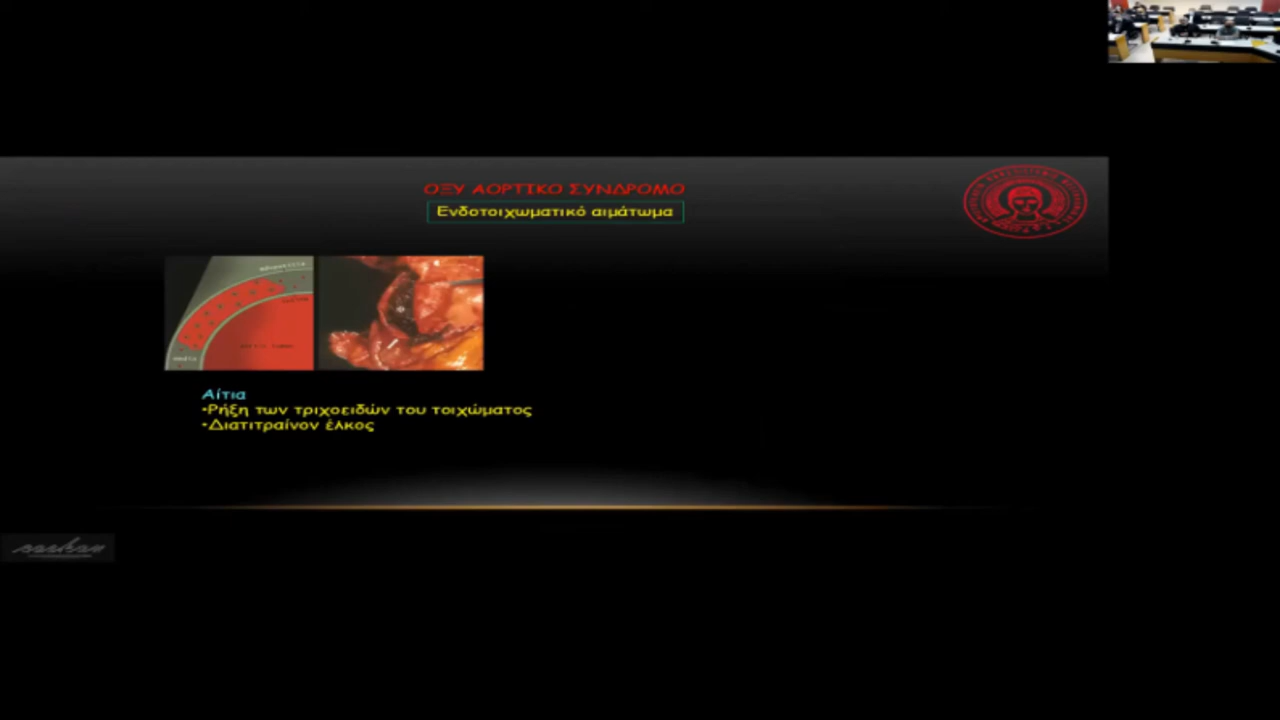 ΟΞΥ ΑΟΡΤΙΚΟ ΣΥΝΔΡΟΜΟ
Ενδοτοιχωματικό αιμάτωμα
Αίτια
•Ρήξη των τριχοειδών του τοιχώματος
•Διατιτραίνον έλκος